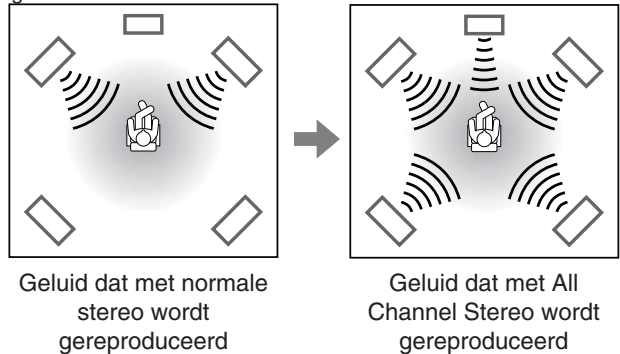 Geluid dat met normale
stereo wordt
gereproduceerd
Geluid dat met All
Channel Stereo wordt
gereproduceerd